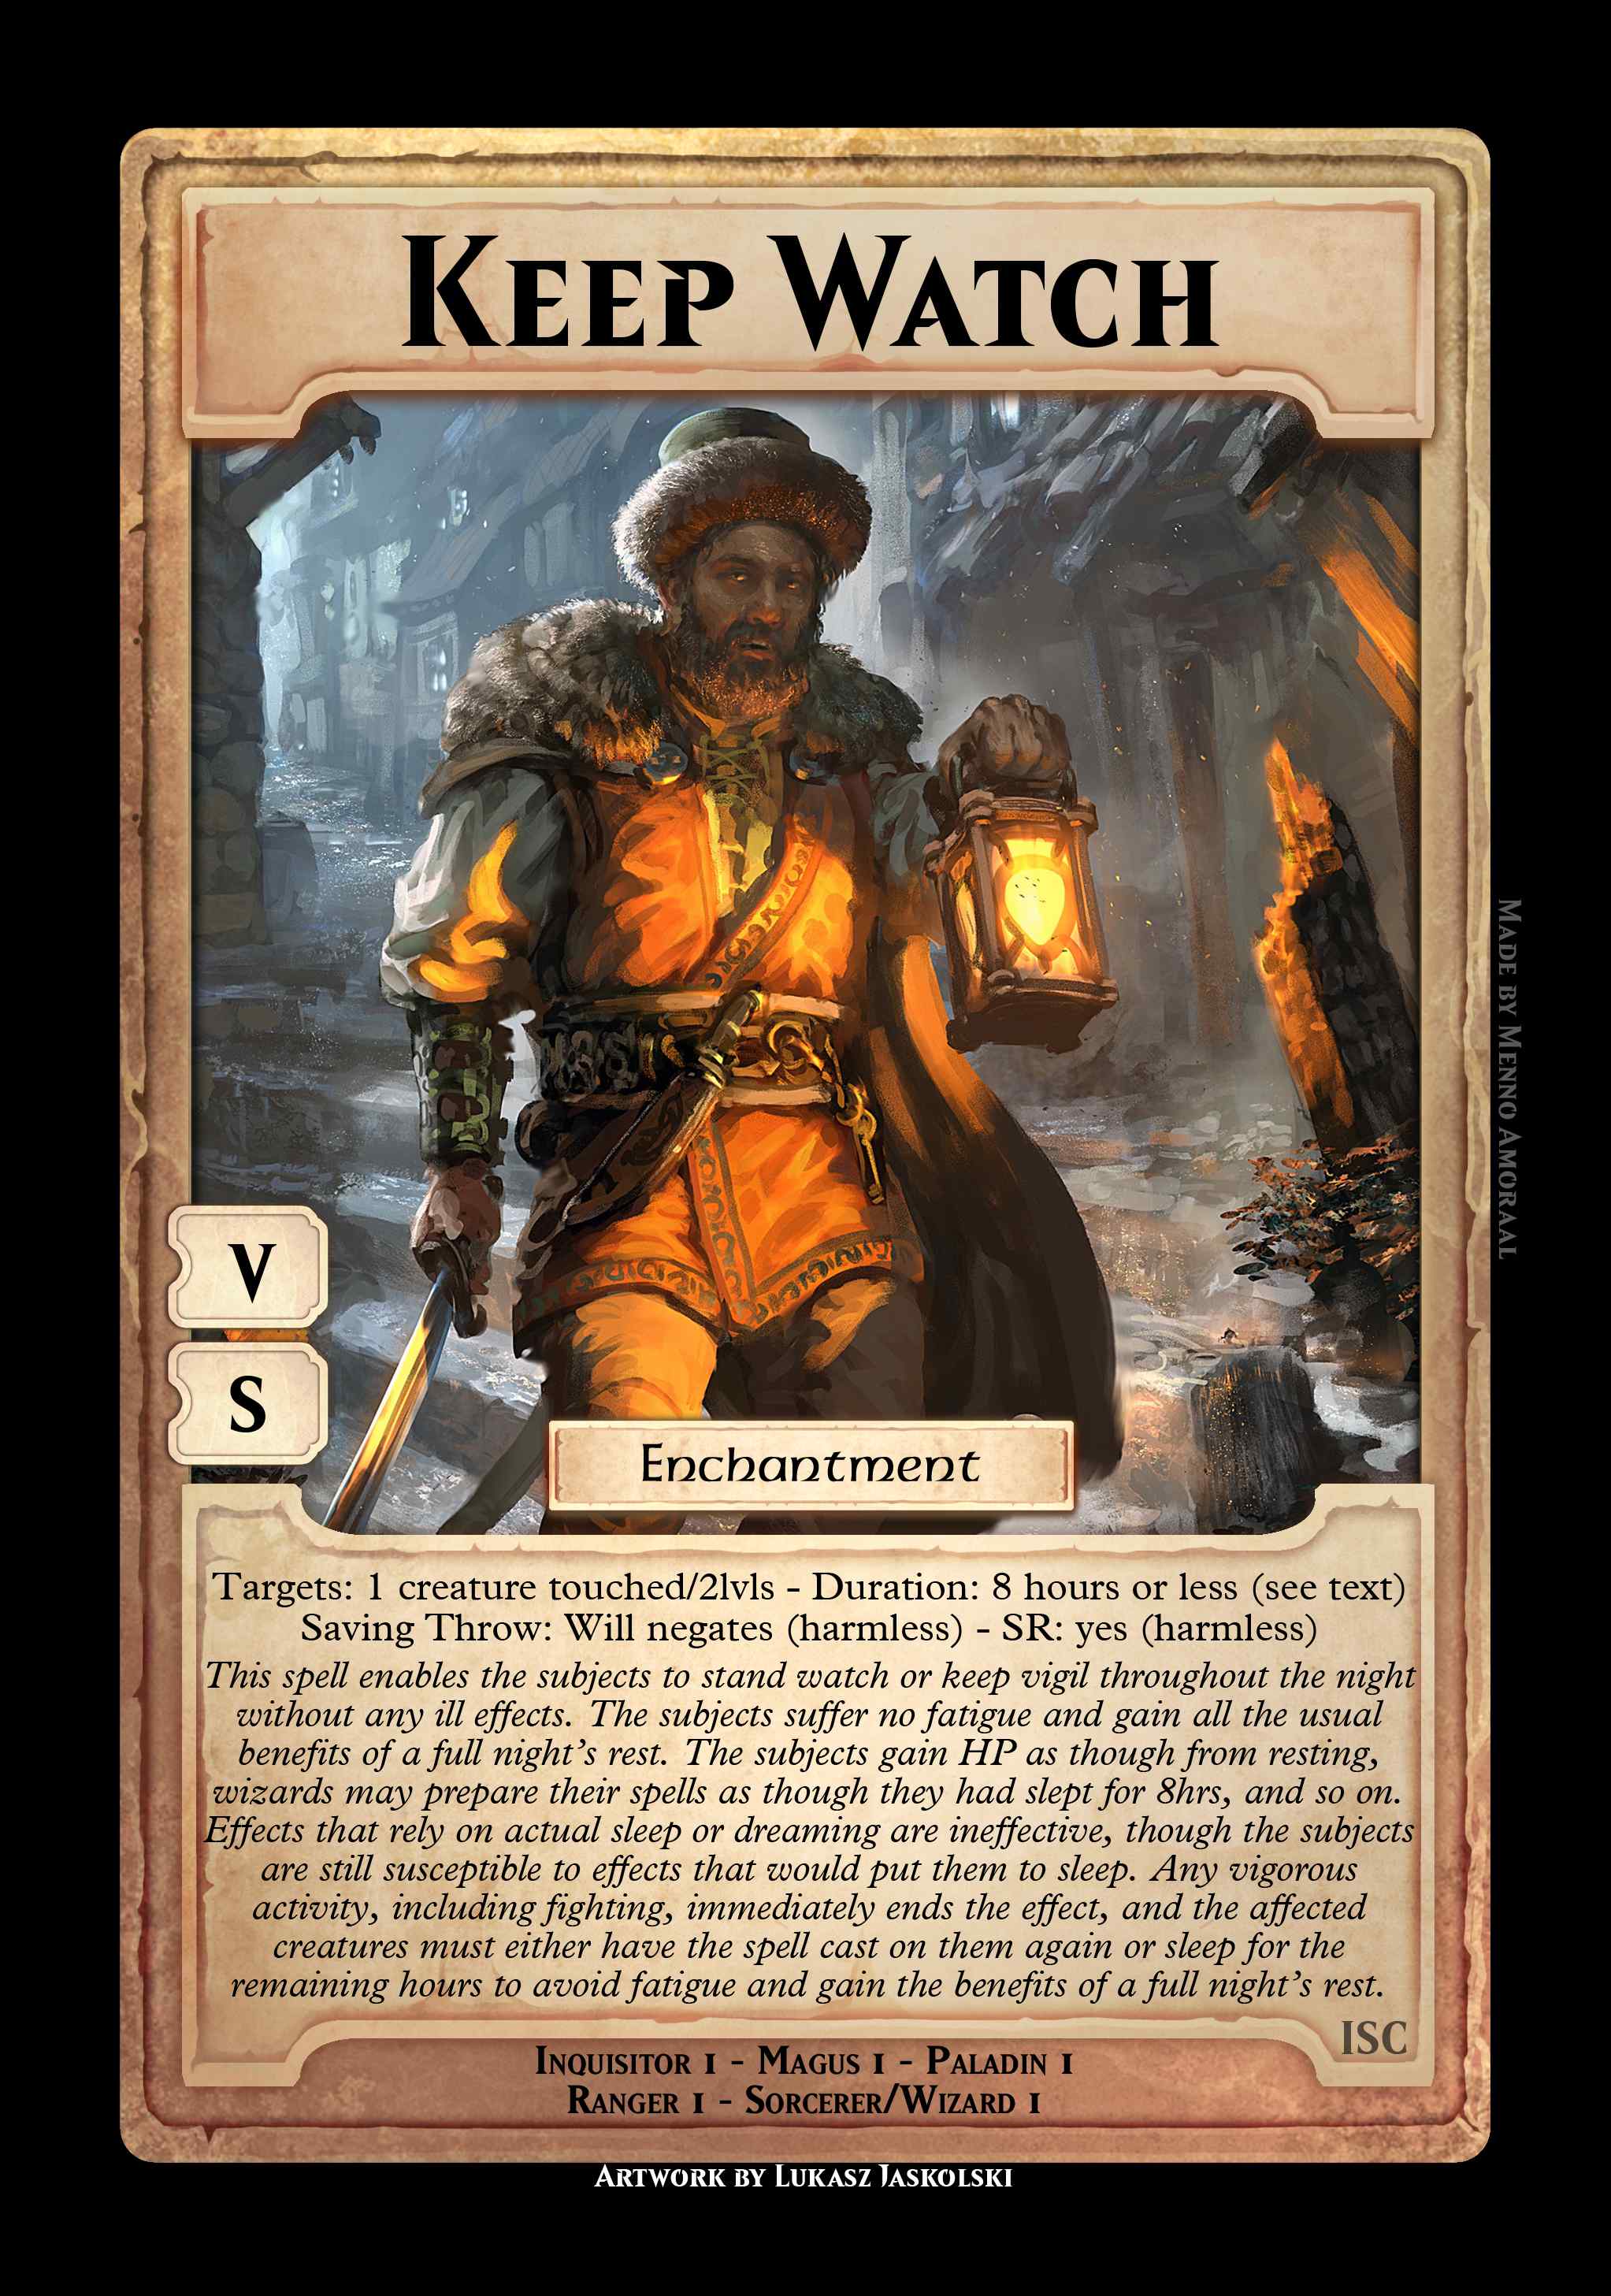 Keep Watch
V
S
Enchantment
Targets: 1 creature touched/2lvls - Duration: 8 hours or less (see text)
Saving Throw: Will negates (harmless) - SR: yes (harmless)
This spell enables the subjects to stand watch or keep vigil throughout the night
without any ill effects. The subjects suffer no fatigue and gain all the usual
benefits of a full night's rest. The subjects gain HP as though from resting,
wizards may prepare their spells as though they had slept for 8hrs, and so on.
Effects that rely on actual sleep or dreaming are ineffective, though the subjects
are still susceptible to effects that would put them to sleep. Any vigorous
activity, including fighting, immediately ends the effect, and the affected
creatures must either have the spell cast on them again or sleep for the
remaining hours to avoid fatigue and gain the benefits of a full night's rest.
ISC
Inquisitor 1 - Magus 1 - Paladin 1
Ranger 1 - Sorcerer/Wizard 1
Artwork by Lukasz Jaskolski
Made by Menno Amoraal